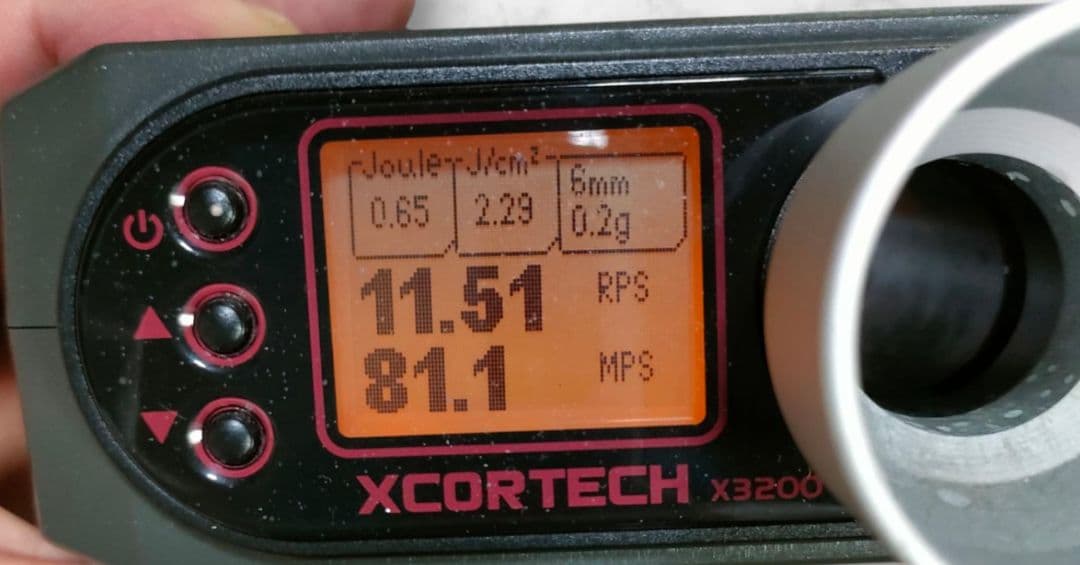 Joule J/cm² 6mm
0.65 2.29 0.2g
11.51 RPS
81.1 MPS
XCORTECH X3200